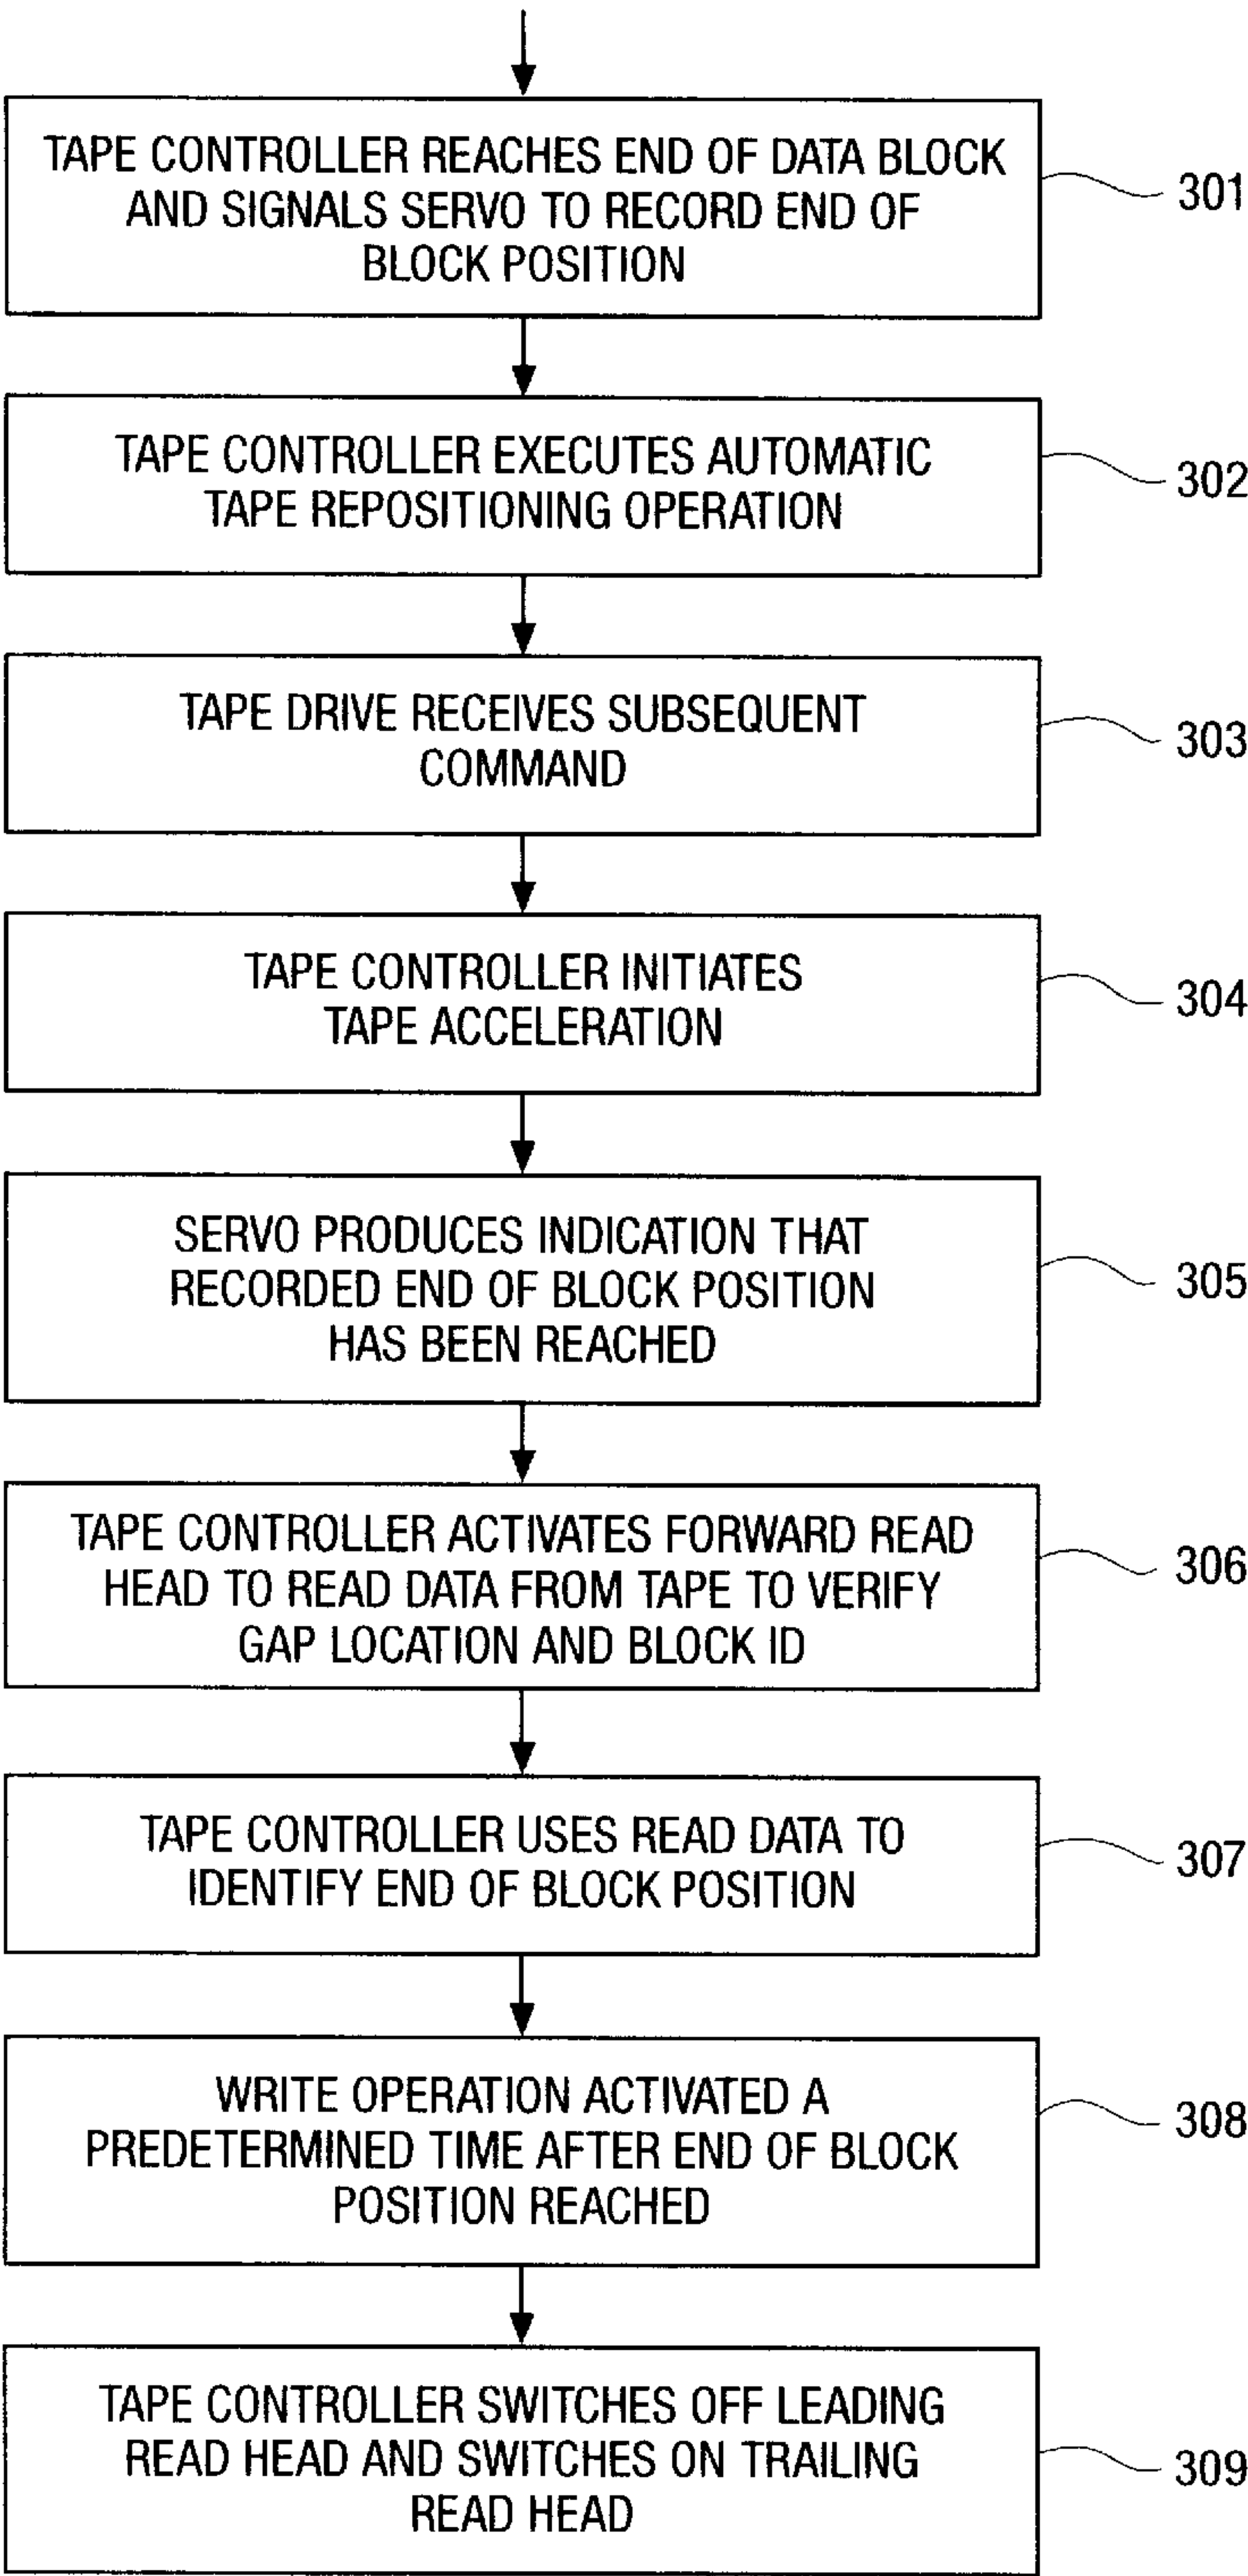 TAPE CONTROLLER REACHES END OF DATA BLOCK
AND SIGNALS SERVO TO RECORD END OF
BLOCK POSITION
301
TAPE CONTROLLER EXECUTES AUTOMATIC
TAPE REPOSITIONING OPERATION
302
TAPE DRIVE RECEIVES SUBSEQUENT
COMMAND
303
TAPE CONTROLLER INITIATES
TAPE ACCELERATION
304
SERVO PRODUCES INDICATION THAT
RECORDED END OF BLOCK POSITION
HAS BEEN REACHED
305
TAPE CONTROLLER ACTIVATES FORWARD READ
HEAD TO READ DATA FROM TAPE TO VERIFY
GAP LOCATION AND BLOCK ID
306
TAPE CONTROLLER USES READ DATA TO
IDENTIFY END OF BLOCK POSITION
307
WRITE OPERATION ACTIVATED A
PREDETERMINED TIME AFTER END OF BLOCK
POSITION REACHED
308
TAPE CONTROLLER SWITCHES OFF LEADING
READ HEAD AND SWITCHES ON TRAILING
READ HEAD
309